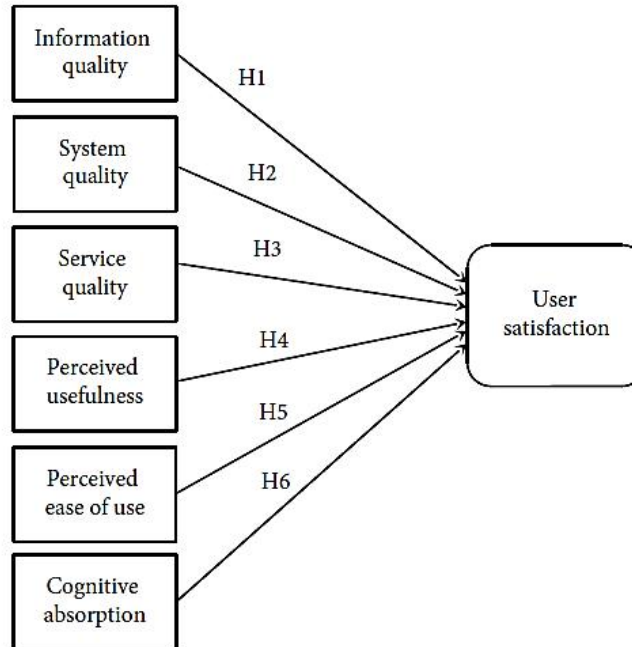 Information
quality
H1
System
quality
H2
Service
quality
H3
User
satisfaction
Perceived
usefulness
H4
Perceived
ease of use
H5
Cognitive
absorption
H6